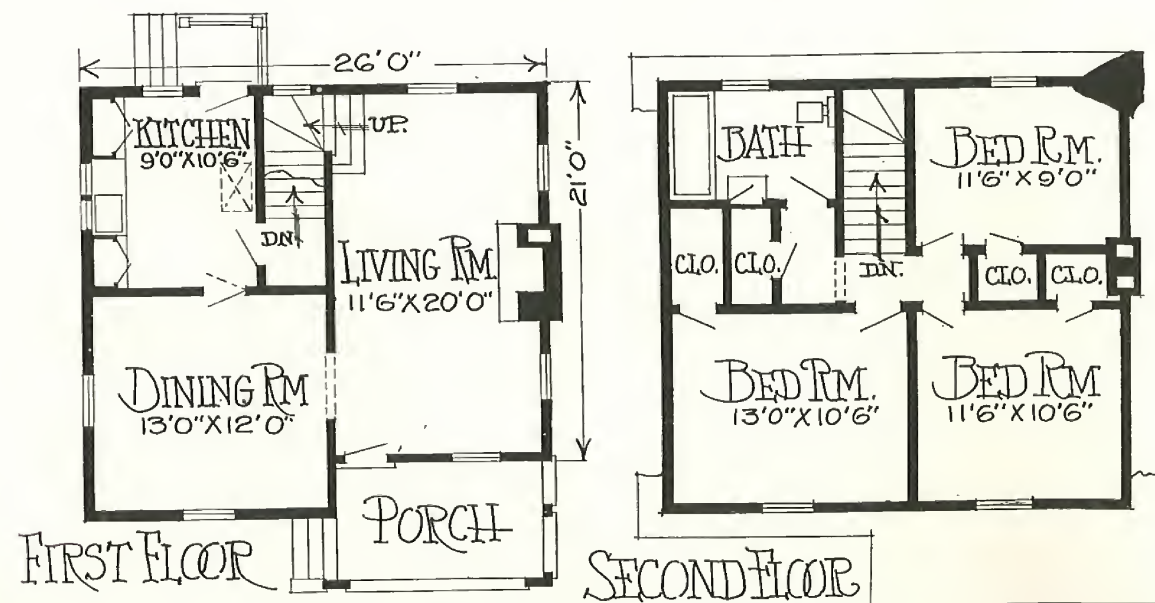 26'0"
KITCHEN
9'0"X10'6"
UP.
21'0"
DN.
LIVING RM.
11'6"X20'0"
DINING RM
13'0"X12'0"
PORCH
FIRST FLOOR
BATH
BED RM.
11'6"X9'0"
CLO.
CLO.
DN.
CLO.
CLO.
BED RM.
13'0"X10'6"
BED RM
11'6"X10'6"
SECOND FLOOR